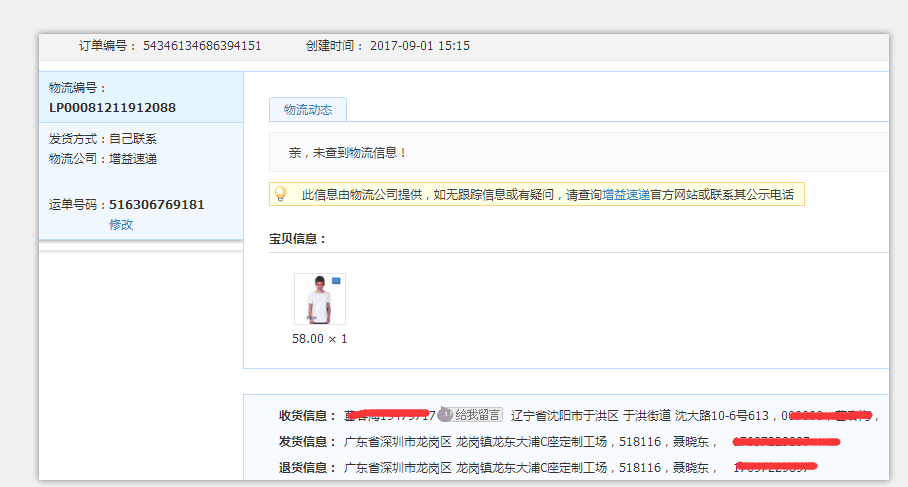 订单编号： 54346134686394151 创建时间： 2017-09-01 15:15
物流编号：
LP00081211912088
发货方式：自己联系
物流公司：增益速递
运单号码：516306769181
修改
物流动态
亲，未查到物流信息！
此信息由物流公司提供，如无跟踪信息或有疑问，请查询增益速递官方网站或联系其公示电话
宝贝信息：
58.00 × 1
收货信息： 给我留言 辽宁省沈阳市于洪区 于洪街道 沈大路10-6号613，
发货信息： 广东省深圳市龙岗区 龙岗镇龙东大浦C座定制工场，518116，聂晓东，
退货信息： 广东省深圳市龙岗区 龙岗镇龙东大浦C座定制工场，518116，聂晓东，